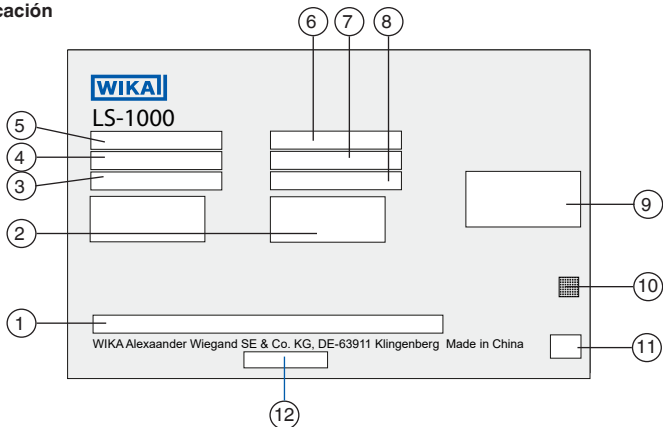 cación
6 7 8
WIKA
LS-1000
5
4
3
9
2
10
1
WIKA Alexaander Wiegand SE & Co. KG, DE-63911 Klingenberg Made in China
11
12